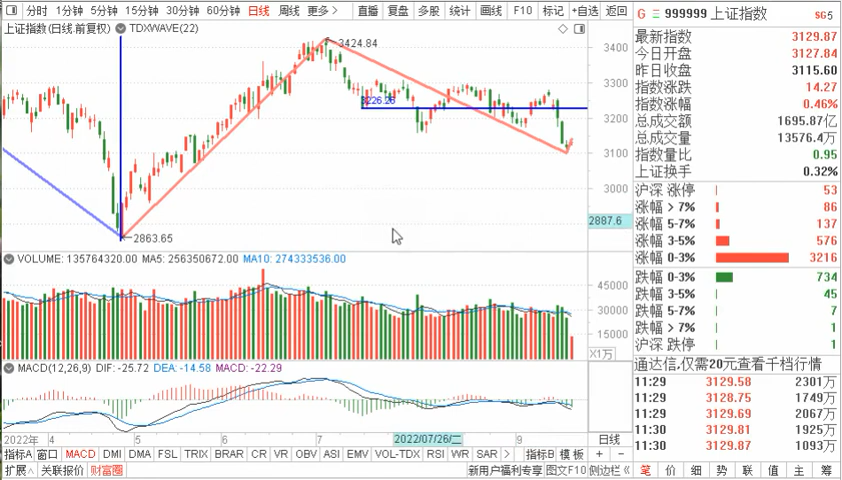 分时 1分钟 5分钟 15分钟 30分钟 60分钟 日线 周线 更多 > 直播 复盘 多股 统计 画线 F10 标记 +自选 返回
G 三 999999 上证指数 SG5
上证指数(日线.前复权) TDXWAVE(22)
3424.84
3400
3300
3226.26
3200
3100
3000
2887.6
2863.65
最新指数 3129.87
今日开盘 3127.84
昨日收盘 3115.60
指数涨跌 14.27
指数涨幅 0.46%
总成交额 1695.87亿
总成交量 13576.4万
指数量比 0.95
上证换手 0.32%
沪深 涨停 53
涨幅 > 7% 86
涨幅 5-7% 137
涨幅 3-5% 576
涨幅 0-3% 3216
跌幅 0-3% 734
跌幅 3-5% 45
跌幅 5-7% 7
跌幅 > 7% 1
沪深 跌停 1
通达信.仅需20元查看千档行情
11:29 3129.58 2301万
11:29 3128.75 1749万
11:29 3129.69 2067万
11:30 3129.81 1925万
11:30 3129.87 1093万
VOLUME: 135764320.00 MA5: 256350672.00 MA10: 274333536.00
45000
30000
15000
X1万
MACD(12,26,9) DIF: -25.72 DEA: -14.58 MACD: -22.29
100.00
0.00
2022年 4 5 6 7 2022/07/26/二 9 日线
指标A 窗口 MACD DMI DMA FSL TRIX BRAR CR VR OBV ASI EMV VOL-TDX RSI WR SAR > 指标B 模板 + -
扩展∧ 关联报价 财富圈 新用户福利专享 图文F10 侧边栏《
笔 价 细 势 联 值 主 筹